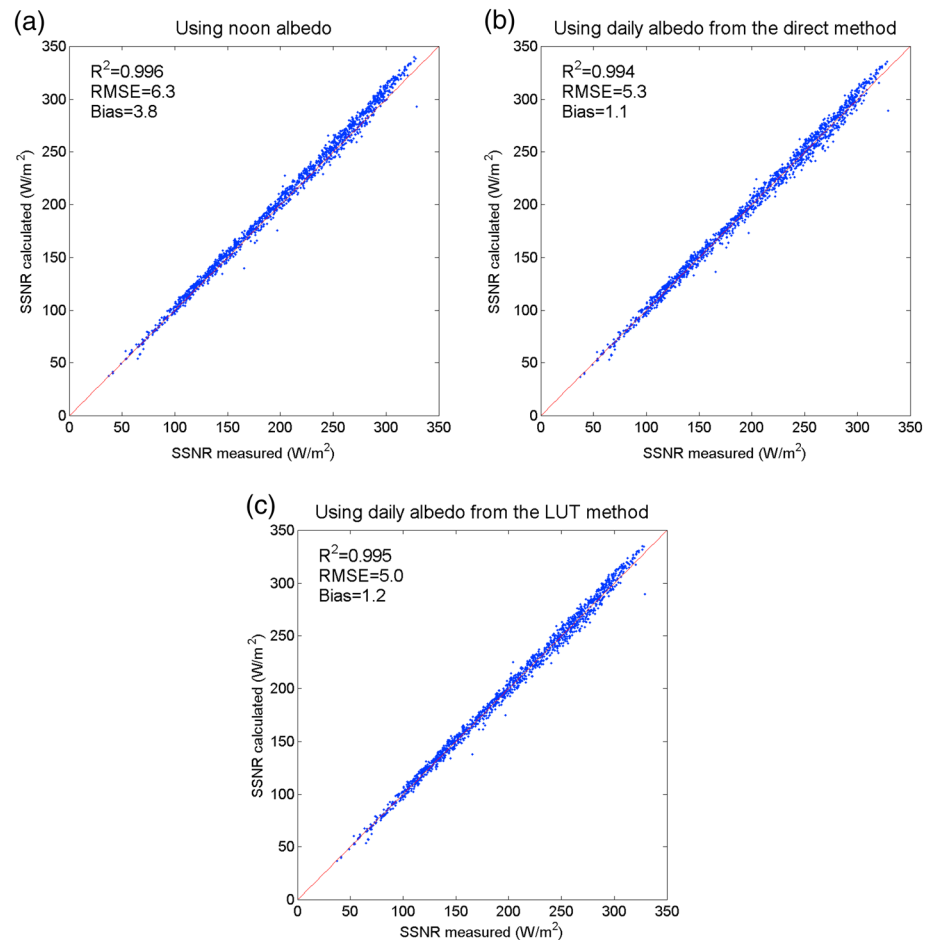 (a)
Using noon albedo
R²=0.996
RMSE=6.3
Bias=3.8
SSNR calculated (W/m²)
350
300
250
200
150
100
50
0
0 50 100 150 200 250 300 350
SSNR measured (W/m²)
(b)
Using daily albedo from the direct method
R²=0.994
RMSE=5.3
Bias=1.1
SSNR calculated (W/m²)
350
300
250
200
150
100
50
0
0 50 100 150 200 250 300 350
SSNR measured (W/m²)
(c)
Using daily albedo from the LUT method
R²=0.995
RMSE=5.0
Bias=1.2
SSNR calculated (W/m²)
350
300
250
200
150
100
50
0
0 50 100 150 200 250 300 350
SSNR measured (W/m²)